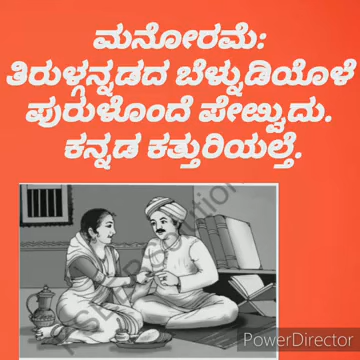 ಮನೋರಮೆ:
ತಿರುಳ್ಗನ್ನಡದ ಬೆಳ್ನುಡಿಯೊಳೆ
ಪುರುಳೊಂದೆ ಪೇೞ್ವುದು.
ಕನ್ನಡ ಕತ್ತುರಿಯಲ್ತೆ.
PowerDirector